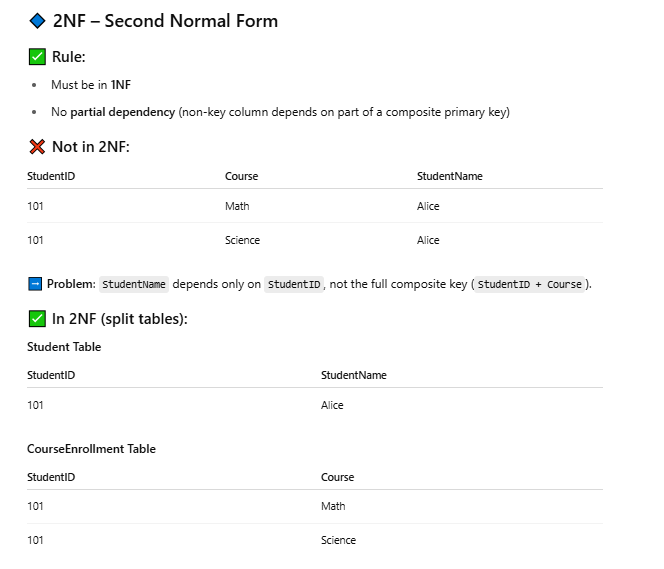 🔷 2NF – Second Normal Form
✅ Rule:
• Must be in 1NF
• No partial dependency (non-key column depends on part of a composite primary key)
❌ Not in 2NF:
StudentID Course StudentName
101 Math Alice
101 Science Alice
➡️ Problem: StudentName depends only on StudentID, not the full composite key (StudentID + Course).
✅ In 2NF (split tables):
Student Table
StudentID StudentName
101 Alice
CourseEnrollment Table
StudentID Course
101 Math
101 Science